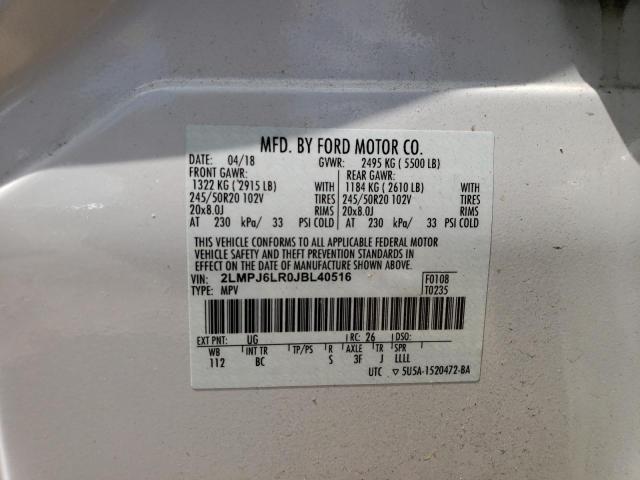 MFD. BY FORD MOTOR CO.
DATE: 04/18 GVWR: 2495 KG ( 5500 LB)
FRONT GAWR: REAR GAWR:
1322 KG ( 2915 LB) WITH 1184 KG ( 2610 LB) WITH
245/50R20 102V TIRES 245/50R20 102V TIRES
20x8.0J RIMS 20x8.0J RIMS
AT 230 kPa/ 33 PSI COLD AT 230 kPa/ 33 PSI COLD
THIS VEHICLE CONFORMS TO ALL APPLICABLE FEDERAL MOTOR
VEHICLE SAFETY AND THEFT PREVENTION STANDARDS IN
EFFECT ON THE DATE OF MANUFACTURE SHOWN ABOVE.
VIN: 2LMPJ6LR0JBL40516 F0108
TYPE: MPV T0235
EXT PNT: UG RC: 26 DSO:
WB INT TR TP/PS R AXLE TR SPR
112 BC S 3F J LLLL
UTC ▽ 5U5A-1520472-BA